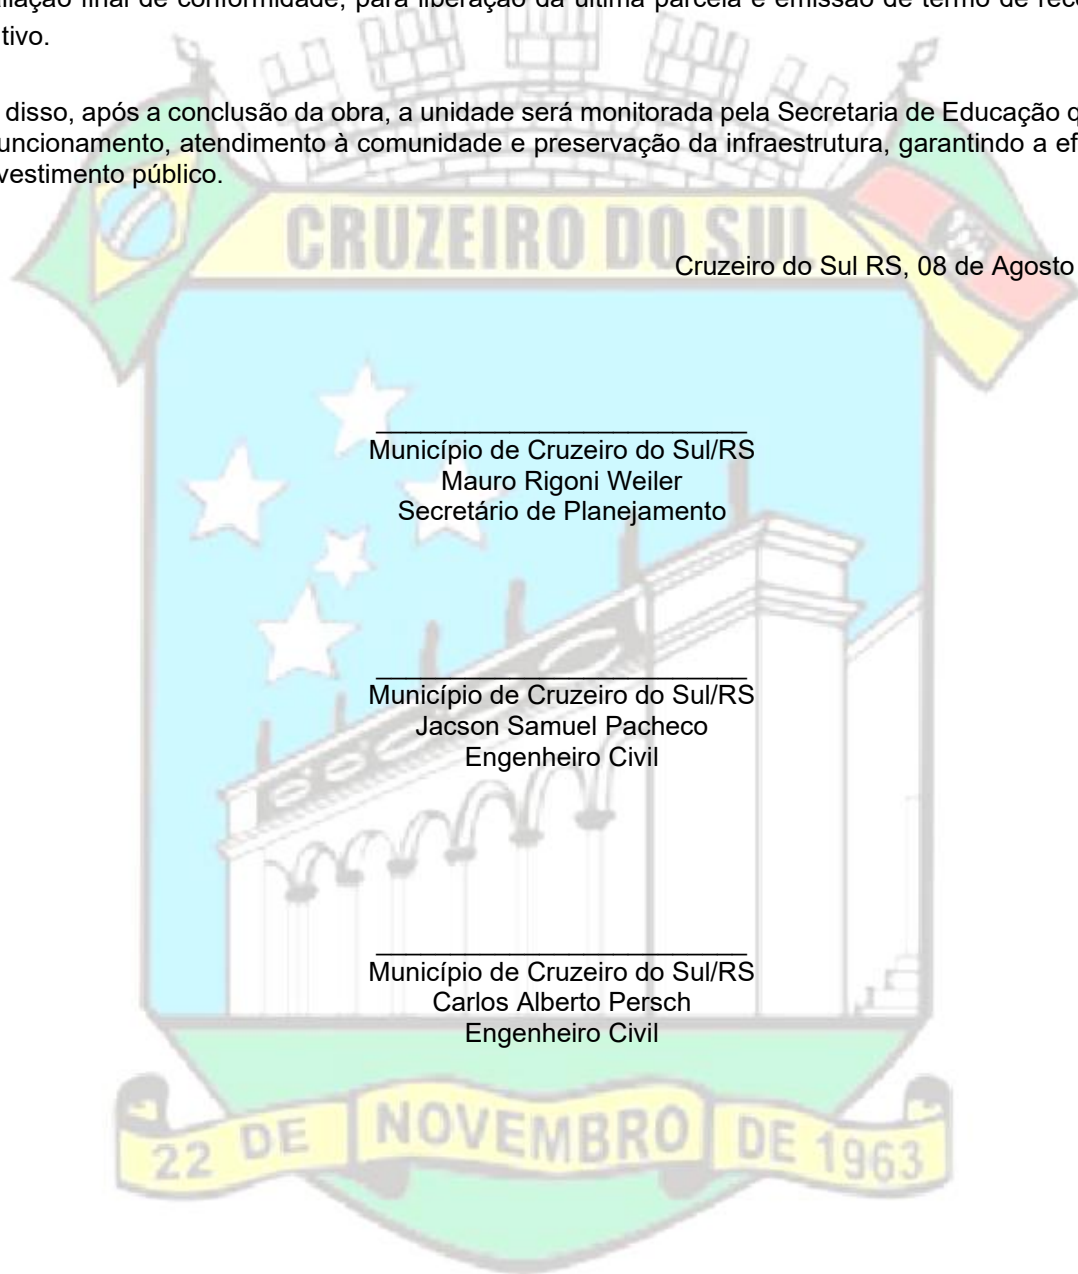 liação final de conformidade, para liberação da última parcela e emissão de termo de rece
tivo.
disso, após a conclusão da obra, a unidade será monitorada pela Secretaria de Educação q
uncionamento, atendimento à comunidade e preservação da infraestrutura, garantindo a ef
vestimento público.
CRUZEIRO DO SUL
Cruzeiro do Sul RS, 08 de Agosto
Município de Cruzeiro do Sul/RS
Mauro Rigoni Weiler
Secretário de Planejamento
Município de Cruzeiro do Sul/RS
Jacson Samuel Pacheco
Engenheiro Civil
Município de Cruzeiro do Sul/RS
Carlos Alberto Persch
Engenheiro Civil
22 DE NOVEMBRO DE 1963